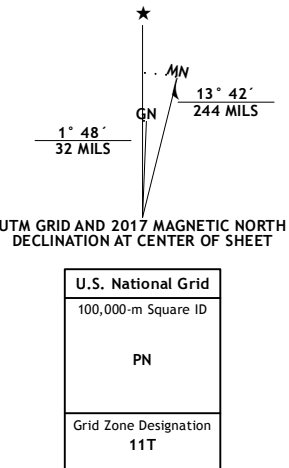 ★
MN
GN
13° 42´
244 MILS
1° 48´
32 MILS
UTM GRID AND 2017 MAGNETIC NORTH
DECLINATION AT CENTER OF SHEET
U.S. National Grid
100,000-m Square ID
PN
Grid Zone Designation
11T